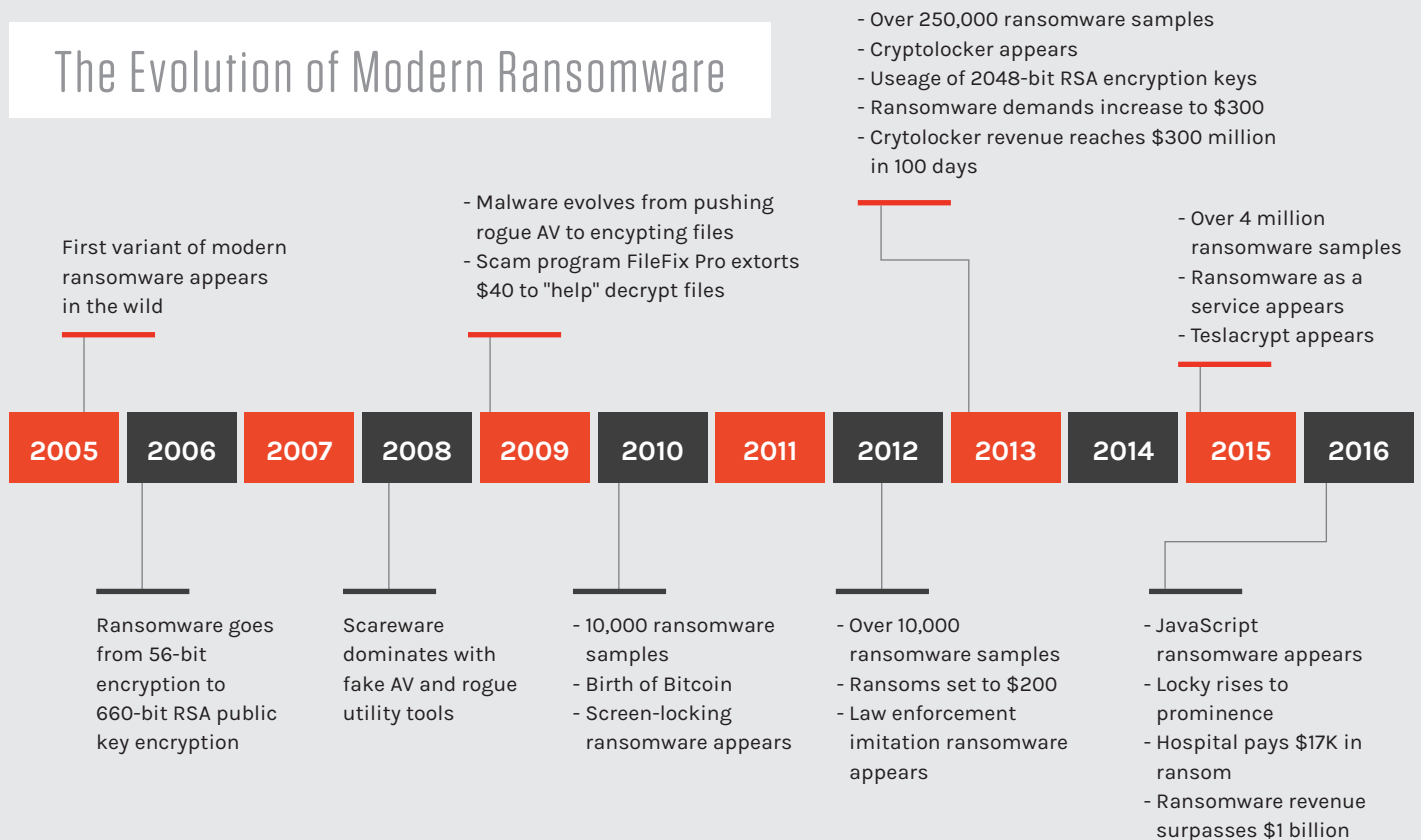 The Evolution of Modern Ransomware
- Over 250,000 ransomware samples
- Cryptolocker appears
- Useage of 2048-bit RSA encryption keys
- Ransomware demands increase to $300
- Crytolocker revenue reaches $300 million
in 100 days
First variant of modern
ransomware appears
in the wild
- Malware evolves from pushing
rogue AV to encypting files
- Scam program FileFix Pro extorts
$40 to "help" decrypt files
- Over 4 million
ransomware samples
- Ransomware as a
service appears
- Teslacrypt appears
2005 2006 2007 2008 2009 2010 2011 2012 2013 2014 2015 2016
Ransomware goes
from 56-bit
encryption to
660-bit RSA public
key encryption
Scareware
dominates with
fake AV and rogue
utility tools
- 10,000 ransomware
samples
- Birth of Bitcoin
- Screen-locking
ransomware appears
- Over 10,000
ransomware samples
- Ransoms set to $200
- Law enforcement
imitation ransomware
appears
- JavaScript
ransomware appears
- Locky rises to
prominence
- Hospital pays $17K in
ransom
- Ransomware revenue
surpasses $1 billion